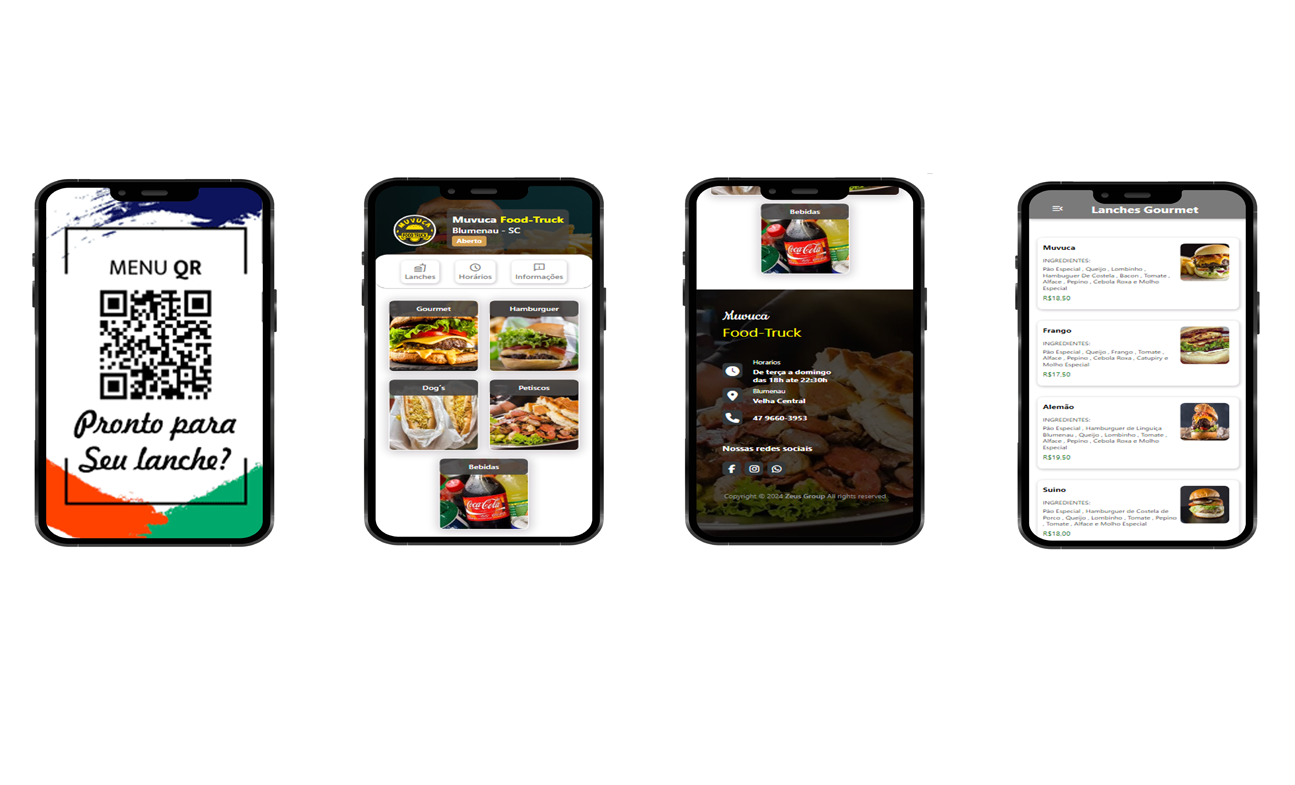 MENU QR
Pronto para
Seu lanche?
MUVUCA
FOOD TRUCK
Muvuca Food-Truck
Blumenau - SC
Aberto
Lanches
Horários
Informações
Gourmet
Hamburguer
Dog's
Petiscos
Bebidas
Coca-Cola
Bebidas
Coca-Cola
Muvuca
Food-Truck
Horarios
De terça a domingo
das 18h ate 22:30h
Blumenau
Velha Central
47 9660-3953
Nossas redes sociais
Copyright © 2024 Zeus Group All rights reserved
Lanches Gourmet
Muvuca
INGREDIENTES:
Pão Especial , Queijo , Lombinho ,
Hamburguer De Costela , Bacon , Tomate ,
Alface , Pepino , Cebola Roxa e Molho
Especial
R$18,50
Frango
INGREDIENTES:
Pão Especial , Queijo , Frango , Tomate ,
Alface , Pepino , Cebola Roxa , Catupiry e
Molho Especial
R$17,50
Alemão
INGREDIENTES:
Pão Especial , Hamburguer de Linguiça
Blumenau , Queijo , Lombinho , Tomate ,
Alface , Pepino , Cebola Roxa e Molho
Especial
R$19,50
Suino
INGREDIENTES:
Pão Especial , Hamburguer de Costela de
Porco , Queijo , Lombinho , Tomate , Pepino
, Tomate , Alface e Molho Especial
R$18,00